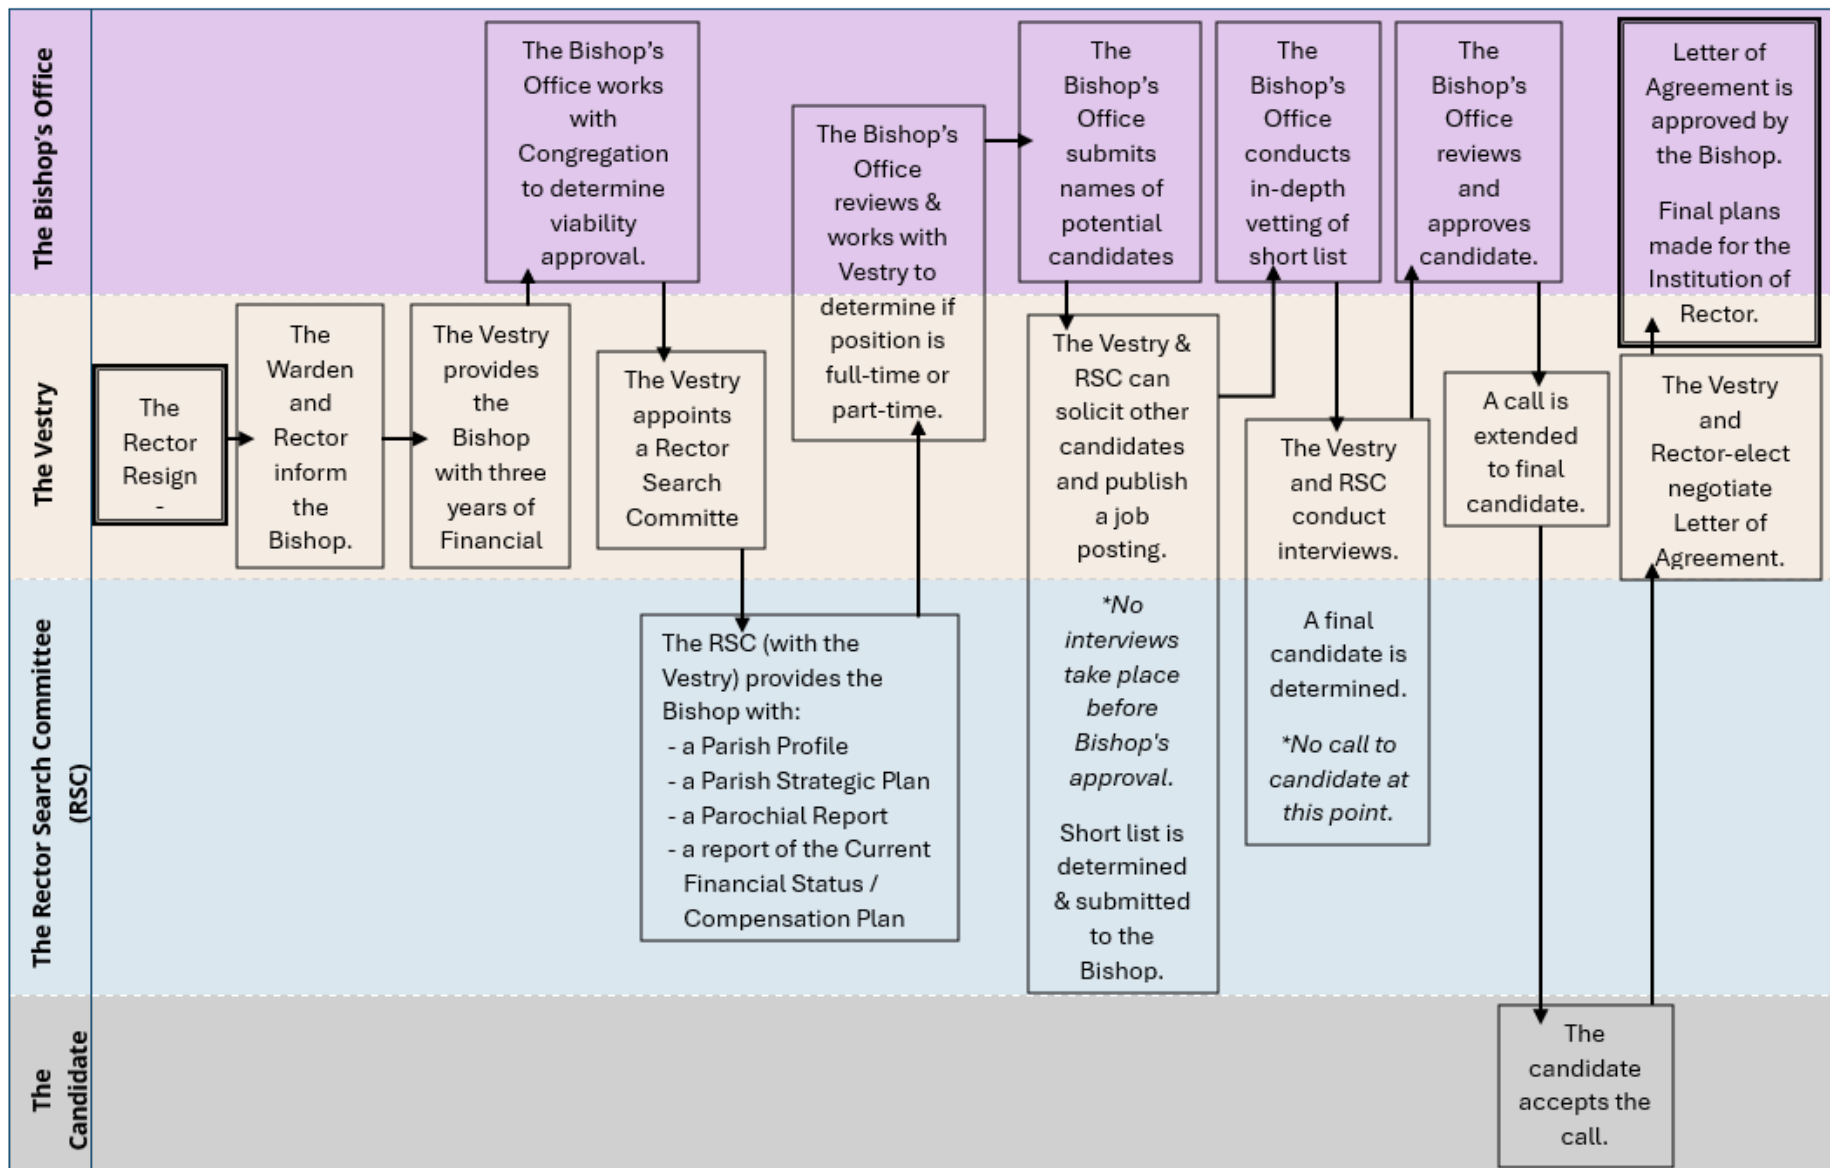 The Bishop's Office
The Vestry
The Rector Search Committee
(RSC)
The
Candidate
The
Rector
Resign
-
The
Warden
and
Rector
inform
the
Bishop.
The Vestry
provides
the
Bishop
with three
years of
Financial
The Bishop's
Office works
with
Congregation
to determine
viability
approval.
The Vestry
appoints
a Rector
Search
Committe
The RSC (with the
Vestry) provides the
Bishop with:
- a Parish Profile
- a Parish Strategic Plan
- a Parochial Report
- a report of the Current
Financial Status /
Compensation Plan
The Bishop's
Office
reviews &
works with
Vestry to
determine if
position is
full-time or
part-time.
The
Bishop's
Office
submits
names of
potential
candidates
The Vestry &
RSC can
solicit other
candidates
and publish
a job
posting.
*No
interviews
take place
before
Bishop's
approval.
Short list is
determined
& submitted
to the
Bishop.
The
Bishop's
Office
conducts
in-depth
vetting of
short list
The Vestry
and RSC
conduct
interviews.
A final
candidate is
determined.
*No call to
candidate at
this point.
The
Bishop's
Office
reviews
and
approves
candidate.
A call is
extended
to final
candidate.
The
candidate
accepts the
call.
The Vestry
and
Rector-elect
negotiate
Letter of
Agreement.
Letter of
Agreement is
approved by
the Bishop.
Final plans
made for the
Institution of
Rector.